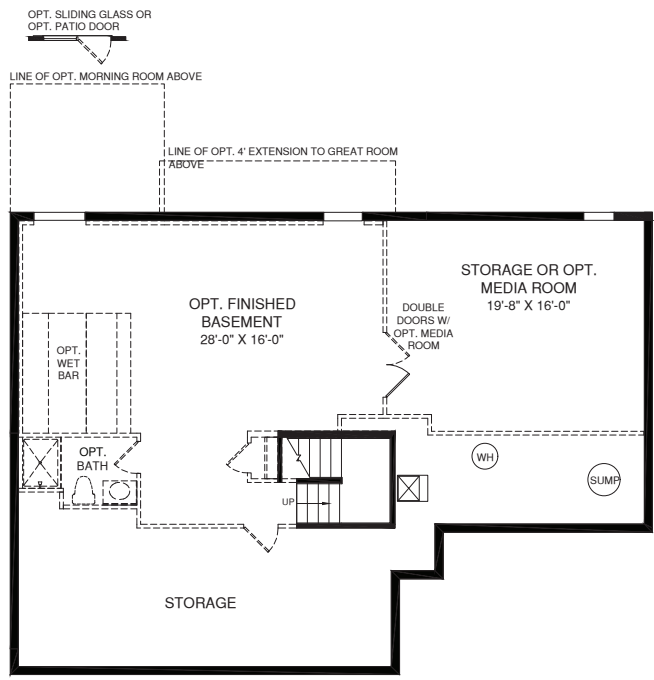 OPT. SLIDING GLASS OR
OPT. PATIO DOOR
LINE OF OPT. MORNING ROOM ABOVE
LINE OF OPT. 4' EXTENSION TO GREAT ROOM
ABOVE
OPT. FINISHED
BASEMENT
28'-0" X 16'-0"
STORAGE OR OPT.
MEDIA ROOM
19'-8" X 16'-0"
DOUBLE
DOORS W/
OPT. MEDIA
ROOM
OPT.
WET
BAR
OPT.
BATH
UP
WH
SUMP
STORAGE